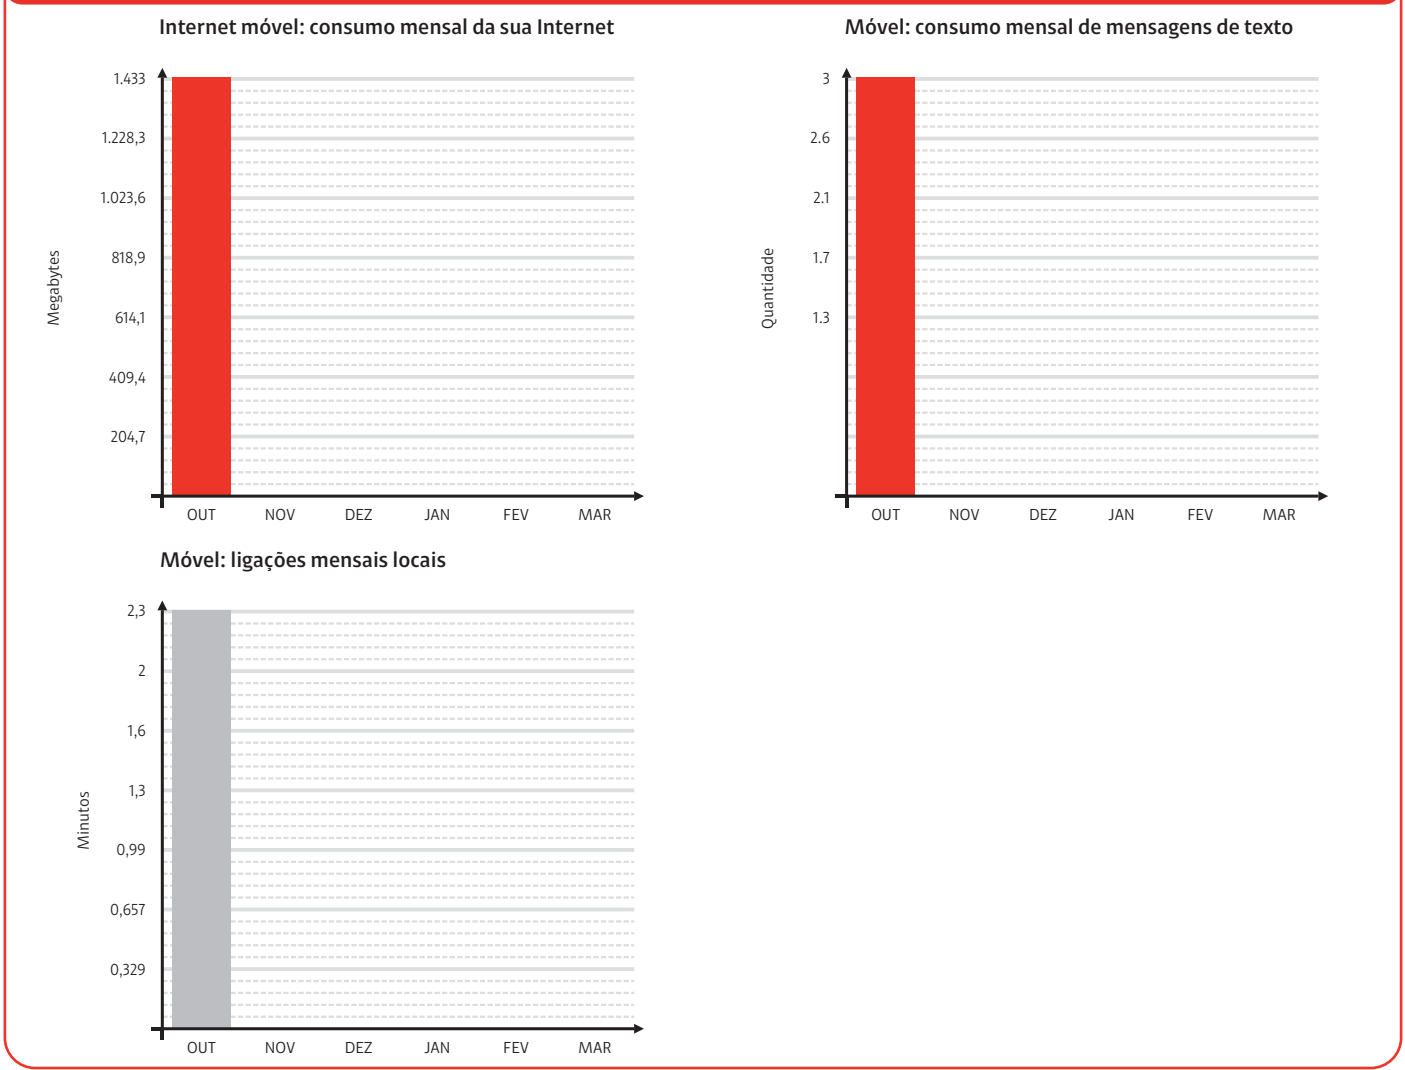 Internet móvel: consumo mensal da sua Internet
1.433
1.228,3
1.023,6
818,9
614,1
409,4
204,7
Megabytes
OUT NOV DEZ JAN FEV MAR
Móvel: consumo mensal de mensagens de texto
3
2.6
2.1
1.7
1.3
Quantidade
OUT NOV DEZ JAN FEV MAR
Móvel: ligações mensais locais
2,3
2
1,6
1,3
0,99
0,657
0,329
Minutos
OUT NOV DEZ JAN FEV MAR